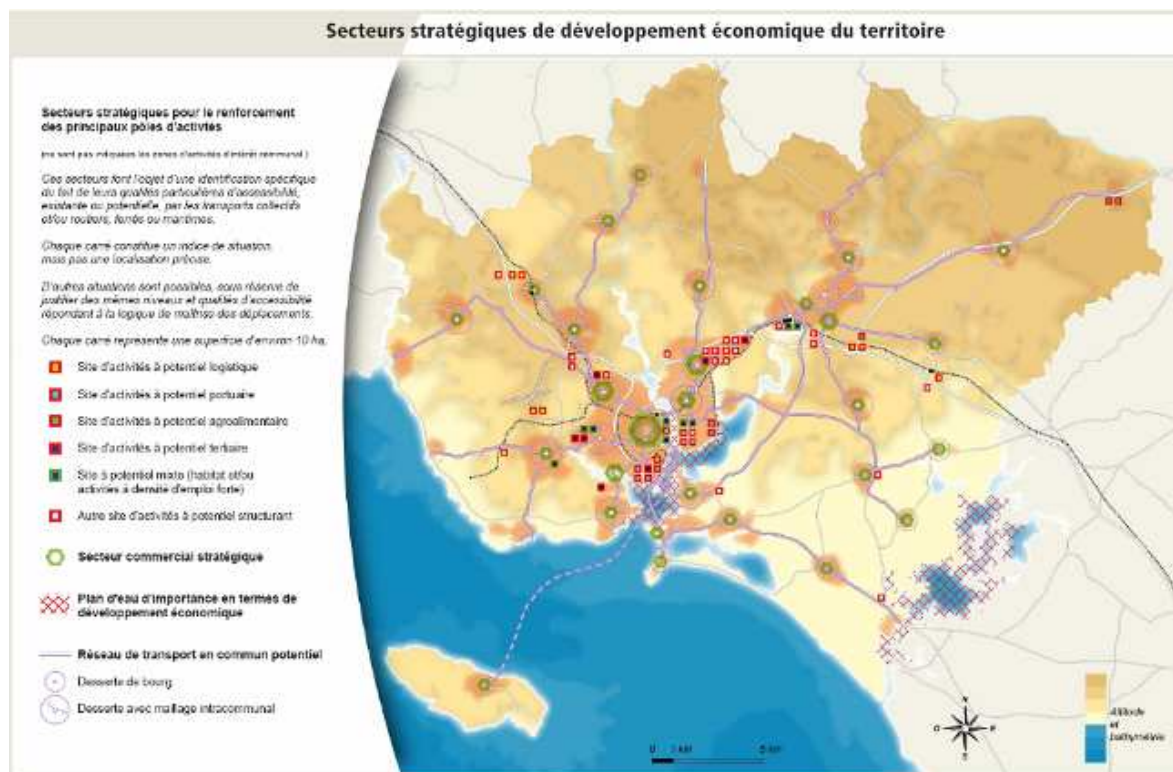 Secteurs stratégiques de développement économique du territoire
Secteurs stratégiques pour le renforcement
des principaux pôles d'activités
(ne sont pas indiquées les zones d'activités d'intérêt communal.)
Ces secteurs font l'objet d'une identification spécifique
du fait de leurs qualités particulières d'accessibilité,
existante ou potentielle, par les transports collectifs
et/ou routiers, ferrés ou maritimes.
Chaque carré constitue un indice de situation
mais pas une localisation précise.
D'autres situations sont possibles, sous réserve de
justifier des mêmes niveaux et qualités d'accessibilité
répondant à la logique de maîtrise des déplacements.
Chaque carré représente une superficie d'environ 10 ha.
Site d'activités à potentiel logistique
Site d'activités à potentiel portuaire
Site d'activités à potentiel agroalimentaire
Site d'activités à potentiel tertiaire
Site à potentiel mixte (habitat et/ou
activités à densité d'emploi forte)
Autre site d'activités à potentiel structurant
Secteur commercial stratégique
Plan d'eau d'importance en termes de
développement économique
Réseau de transport en commun potentiel
Desserte de bourg
Desserte avec maillage intracommunal
0 1 km 5 km
N
O E
S
Altitude
et
bathymétrie